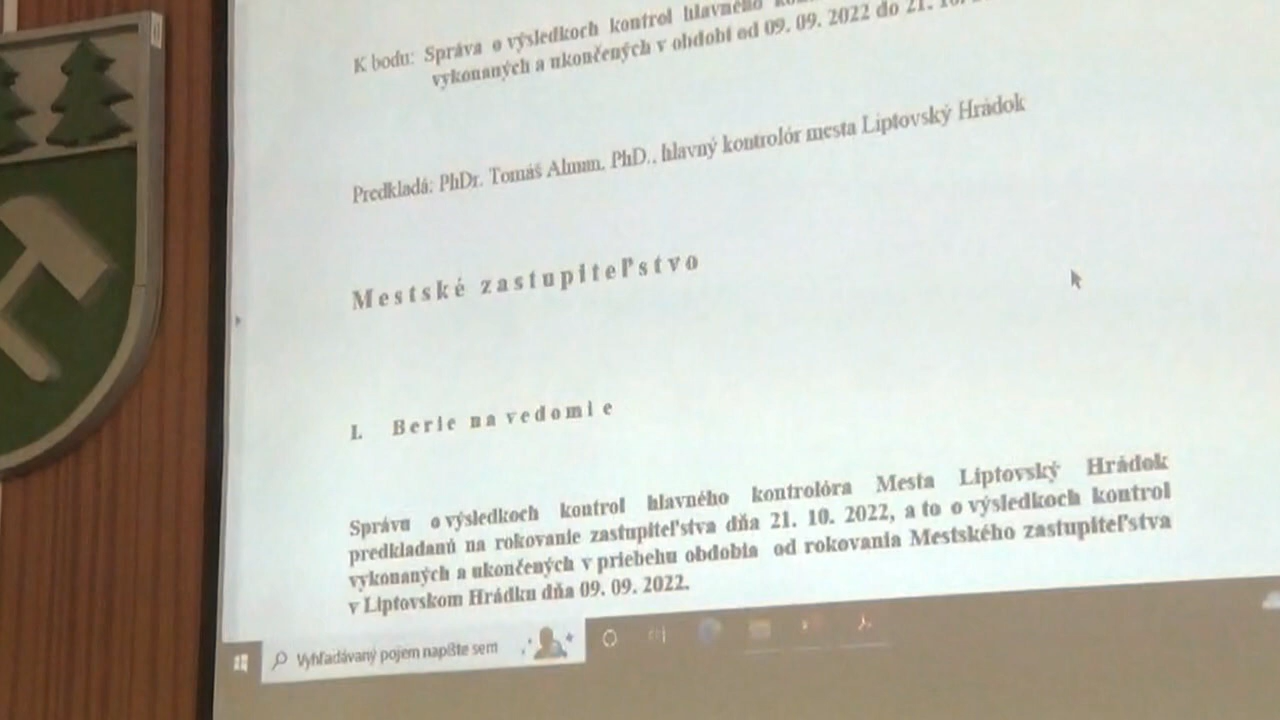 K bodu: Správa o výsledkoch kontrol hlavného
vykonaných a ukončených v období od 09. 09. 2022 do 21. 10.
Predkladá: PhDr. Tomáš Almm, PhD., hlavný kontrolór mesta Liptovský Hrádok
Mestské zastupiteľstvo
I. Berie na vedomie
Správu o výsledkoch kontrol hlavného kontrolóra Mesta Liptovský Hrádok
predkladanú na rokovanie zastupiteľstva dňa 21. 10. 2022, a to o výsledkoch kontrol
vykonaných a ukončených v priebehu obdobia od rokovania Mestského zastupiteľstva
v Liptovskom Hrádku dňa 09. 09. 2022.
Vyhľadávaný pojem napíšte sem